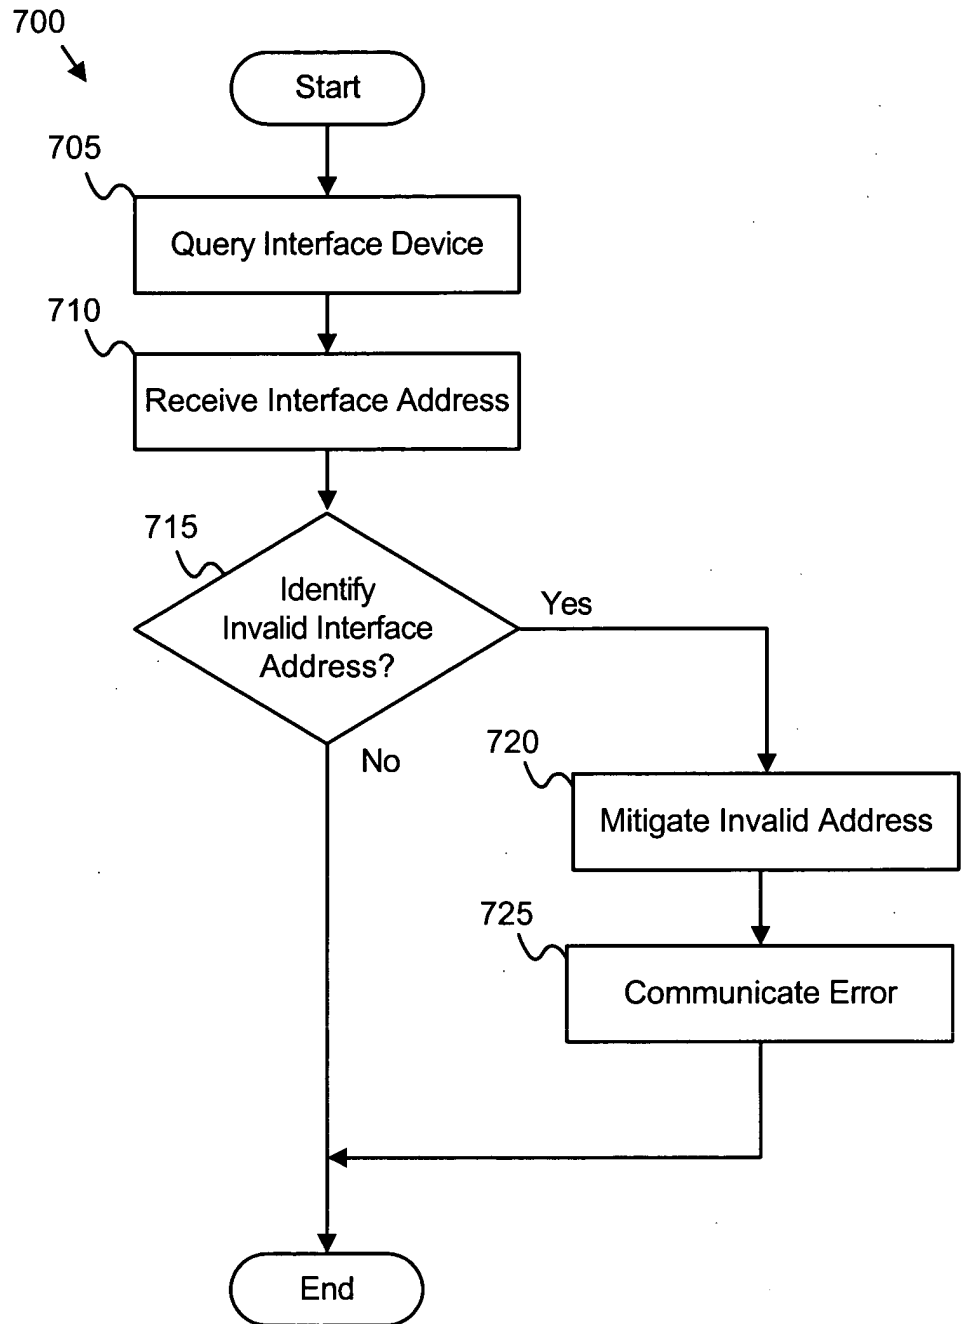 700
Start
705
Query Interface Device
710
Receive Interface Address
715
Identify
Invalid Interface
Address?
Yes
No
720
Mitigate Invalid Address
725
Communicate Error
End